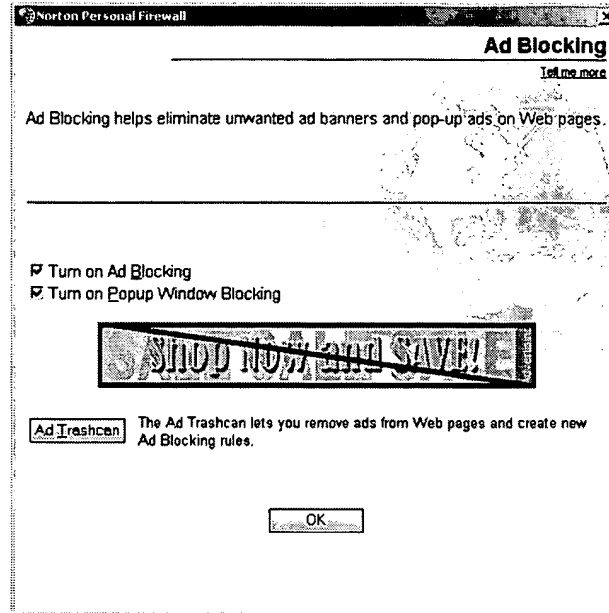 Norton Personal Firewall
Ad Blocking
Tell me more
Ad Blocking helps eliminate unwanted ad banners and pop-up ads on Web pages.
Turn on Ad Blocking
Turn on Popup Window Blocking
Shop Now and SAVE!
Ad Trashcan
The Ad Trashcan lets you remove ads from Web pages and create new
Ad Blocking rules.
OK